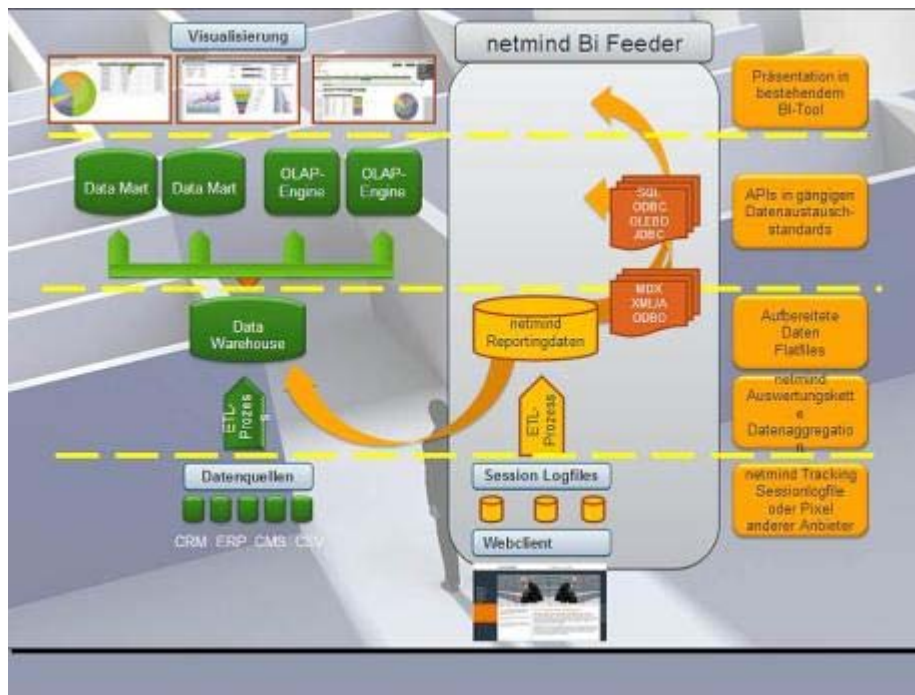 Visualisierung
netmind Bi Feeder
Präsentation in
bestehendem
BI-Tool
Data Mart
Data Mart
OLAP-
Engine
OLAP-
Engine
SQL
ODBC
OLEBD
JDBC
APIs in gängigen
Datenaustausch-
standards
Data
Warehouse
netmind
Reportingdaten
MDX
XML/A
ODBO
Aufbereitete
Daten
Flatfiles
ETL-
Prozes
s
ETL-
Prozess
netmind
Auswertungskett
e
Datenaggregatio
n
Datenquellen
CRM ERP CMS CSV
Session Logfiles
Webclient
netmind Tracking
Sessionlogfile
oder Pixel
anderer Anbieter